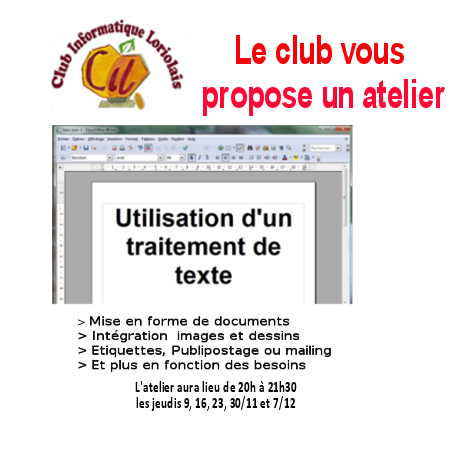 Club Informatique Loriolais
Cil
Le club vous
propose un atelier
Utilisation d'un
traitement de
texte
> Mise en forme de documents
> Intégration images et dessins
> Etiquettes, Publipostage ou mailing
> Et plus en fonction des besoins
L'atelier aura lieu de 20h à 21h30
les jeudis 9, 16, 23, 30/11 et 7/12